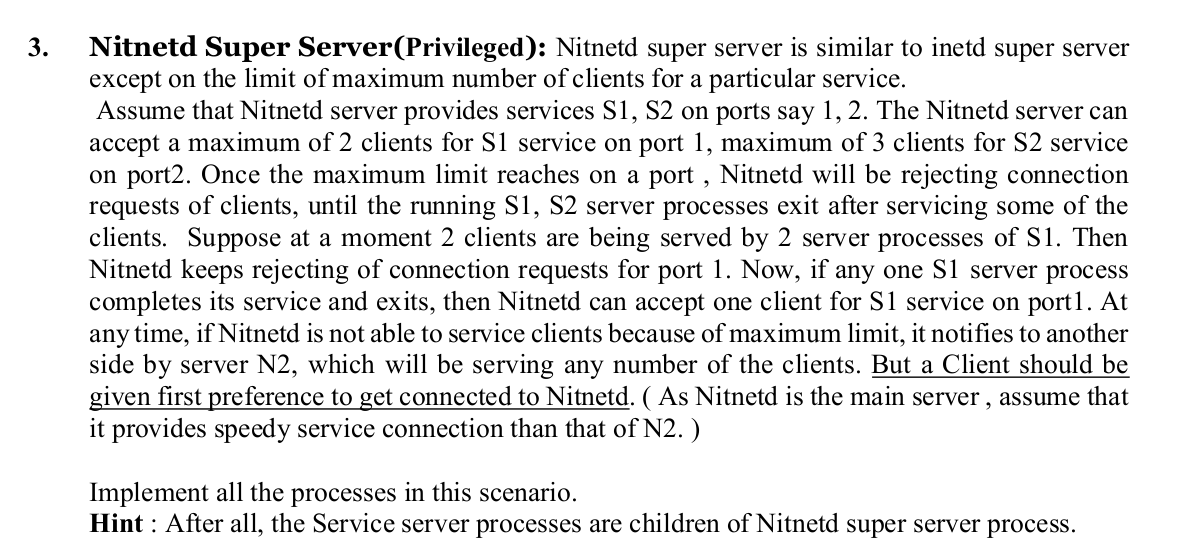 3. Nitnetd Super Server(Privileged): Nitnetd super server is similar to inetd super server
except on the limit of maximum number of clients for a particular service.
Assume that Nitnetd server provides services S1, S2 on ports say 1, 2. The Nitnetd server can
accept a maximum of 2 clients for S1 service on port 1, maximum of 3 clients for S2 service
on port2. Once the maximum limit reaches on a port , Nitnetd will be rejecting connection
requests of clients, until the running S1, S2 server processes exit after servicing some of the
clients. Suppose at a moment 2 clients are being served by 2 server processes of S1. Then
Nitnetd keeps rejecting of connection requests for port 1. Now, if any one S1 server process
completes its service and exits, then Nitnetd can accept one client for S1 service on port1. At
any time, if Nitnetd is not able to service clients because of maximum limit, it notifies to another
side by server N2, which will be serving any number of the clients. But a Client should be
given first preference to get connected to Nitnetd. ( As Nitnetd is the main server , assume that
it provides speedy service connection than that of N2. )
Implement all the processes in this scenario.
Hint : After all, the Service server processes are children of Nitnetd super server process.